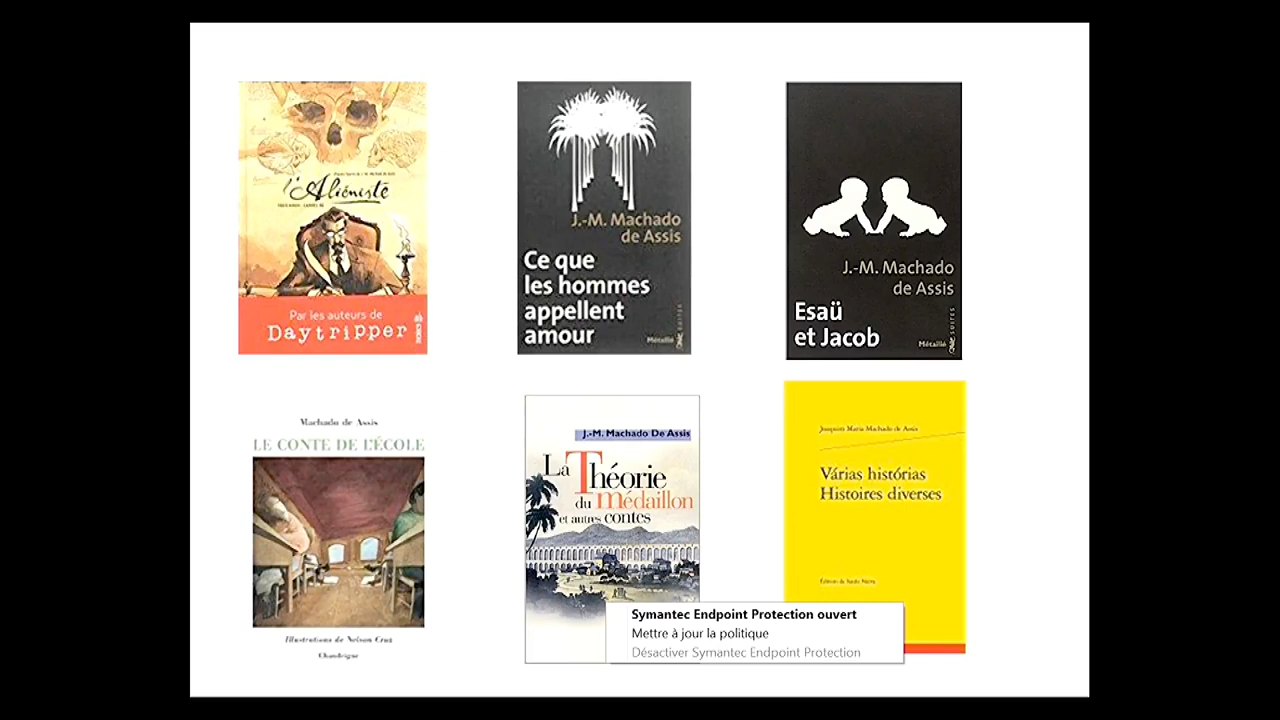 l'Aliéniste
Par les auteurs de
Daytripper
J.-M. Machado
de Assis
Ce que
les hommes
appellent
amour
Métailié
SUITES
J.-M. Machado
de Assis
Esaü
et Jacob
Métailié
SUITES
Machado de Assis
LE CONTE DE L'ÉCOLE
Illustrations de Nelson Cruz
Chandeigne
J.-M. Machado De Assis
La Théorie
du médaillon
et autres contes
Joaquim Maria Machado de Assis
Várias histórias
Histoires diverses
Symantec Endpoint Protection ouvert
Mettre à jour la politique
Désactiver Symantec Endpoint Protection